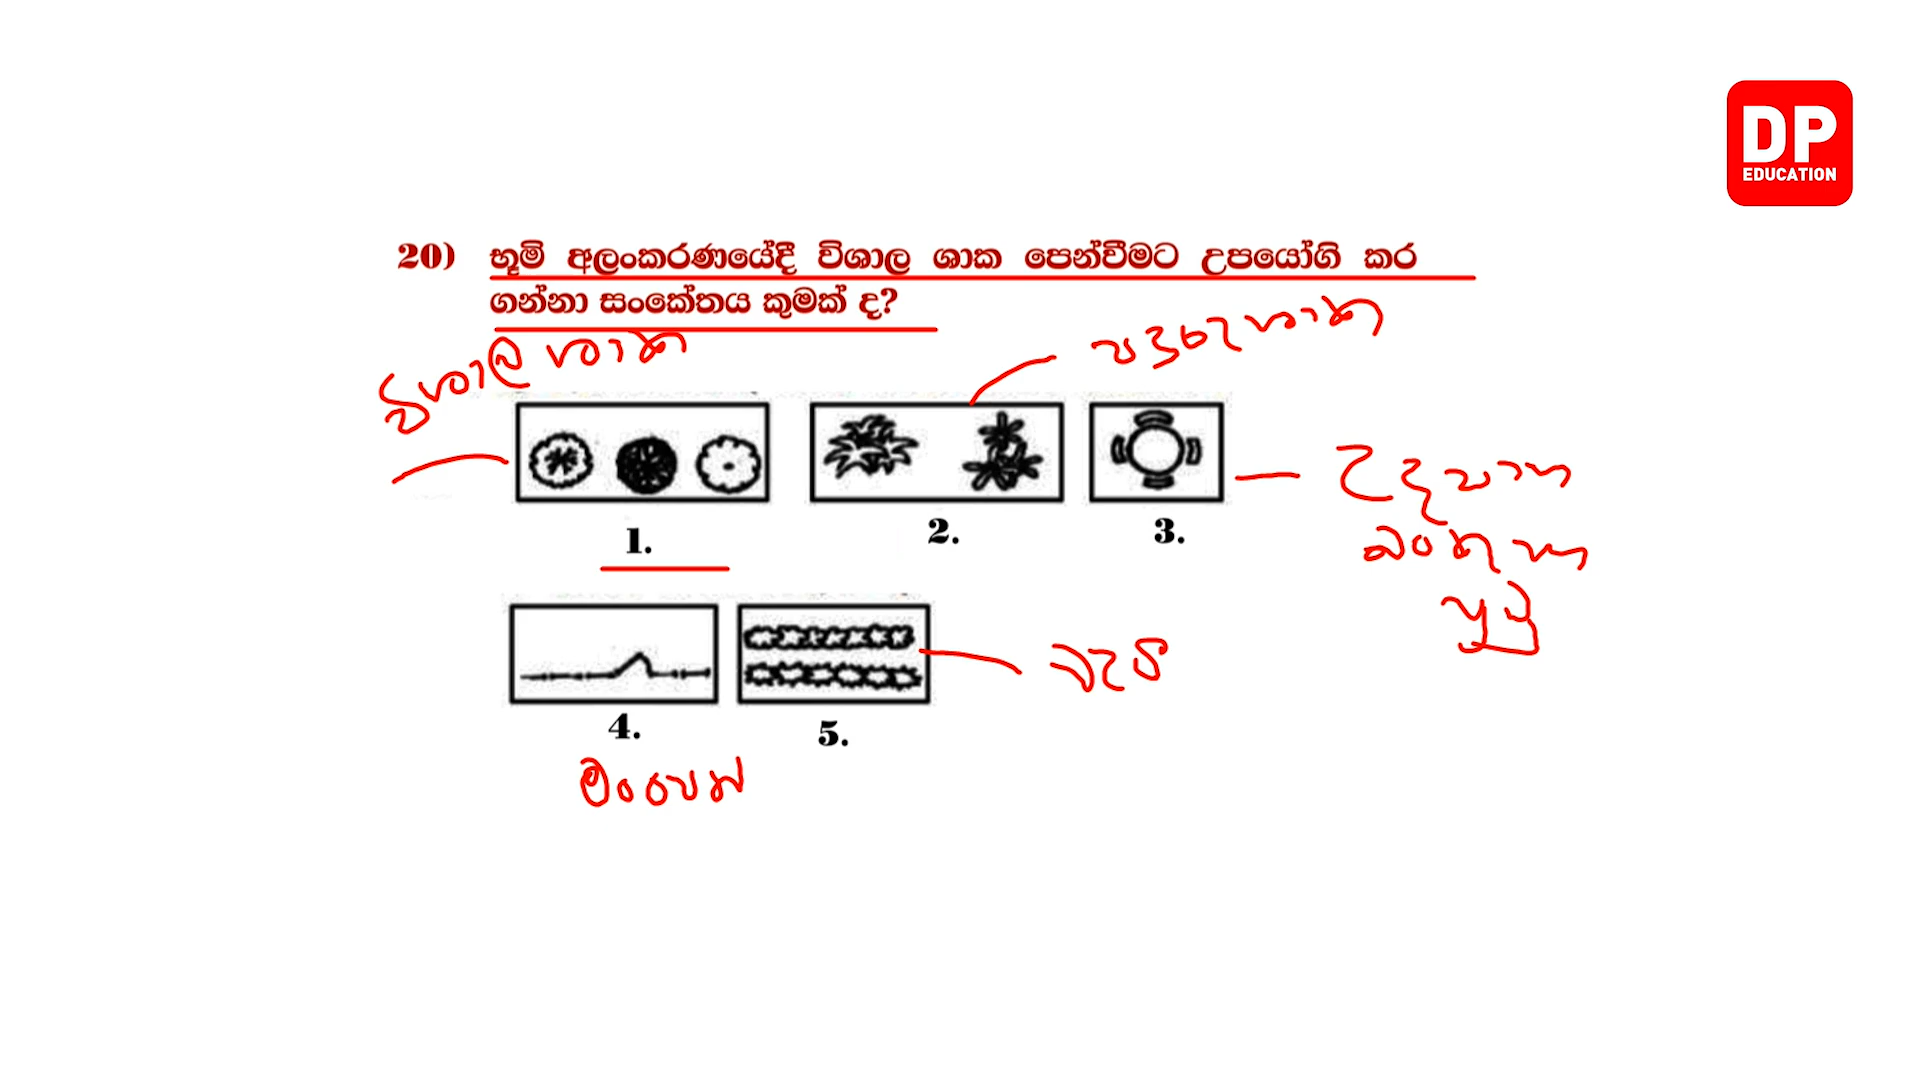 DP
EDUCATION
20) භූමි අලංකරණයේදී විශාල ශාක පෙන්වීමට උපයෝගි කර
ගන්නා සංකේතය කුමක් ද?
විශාල ශාක
පඳුරු ශාක
1.
2.
3.
උද්‍යාන
බංකු හා
පුටු
4.
5.
වැටි